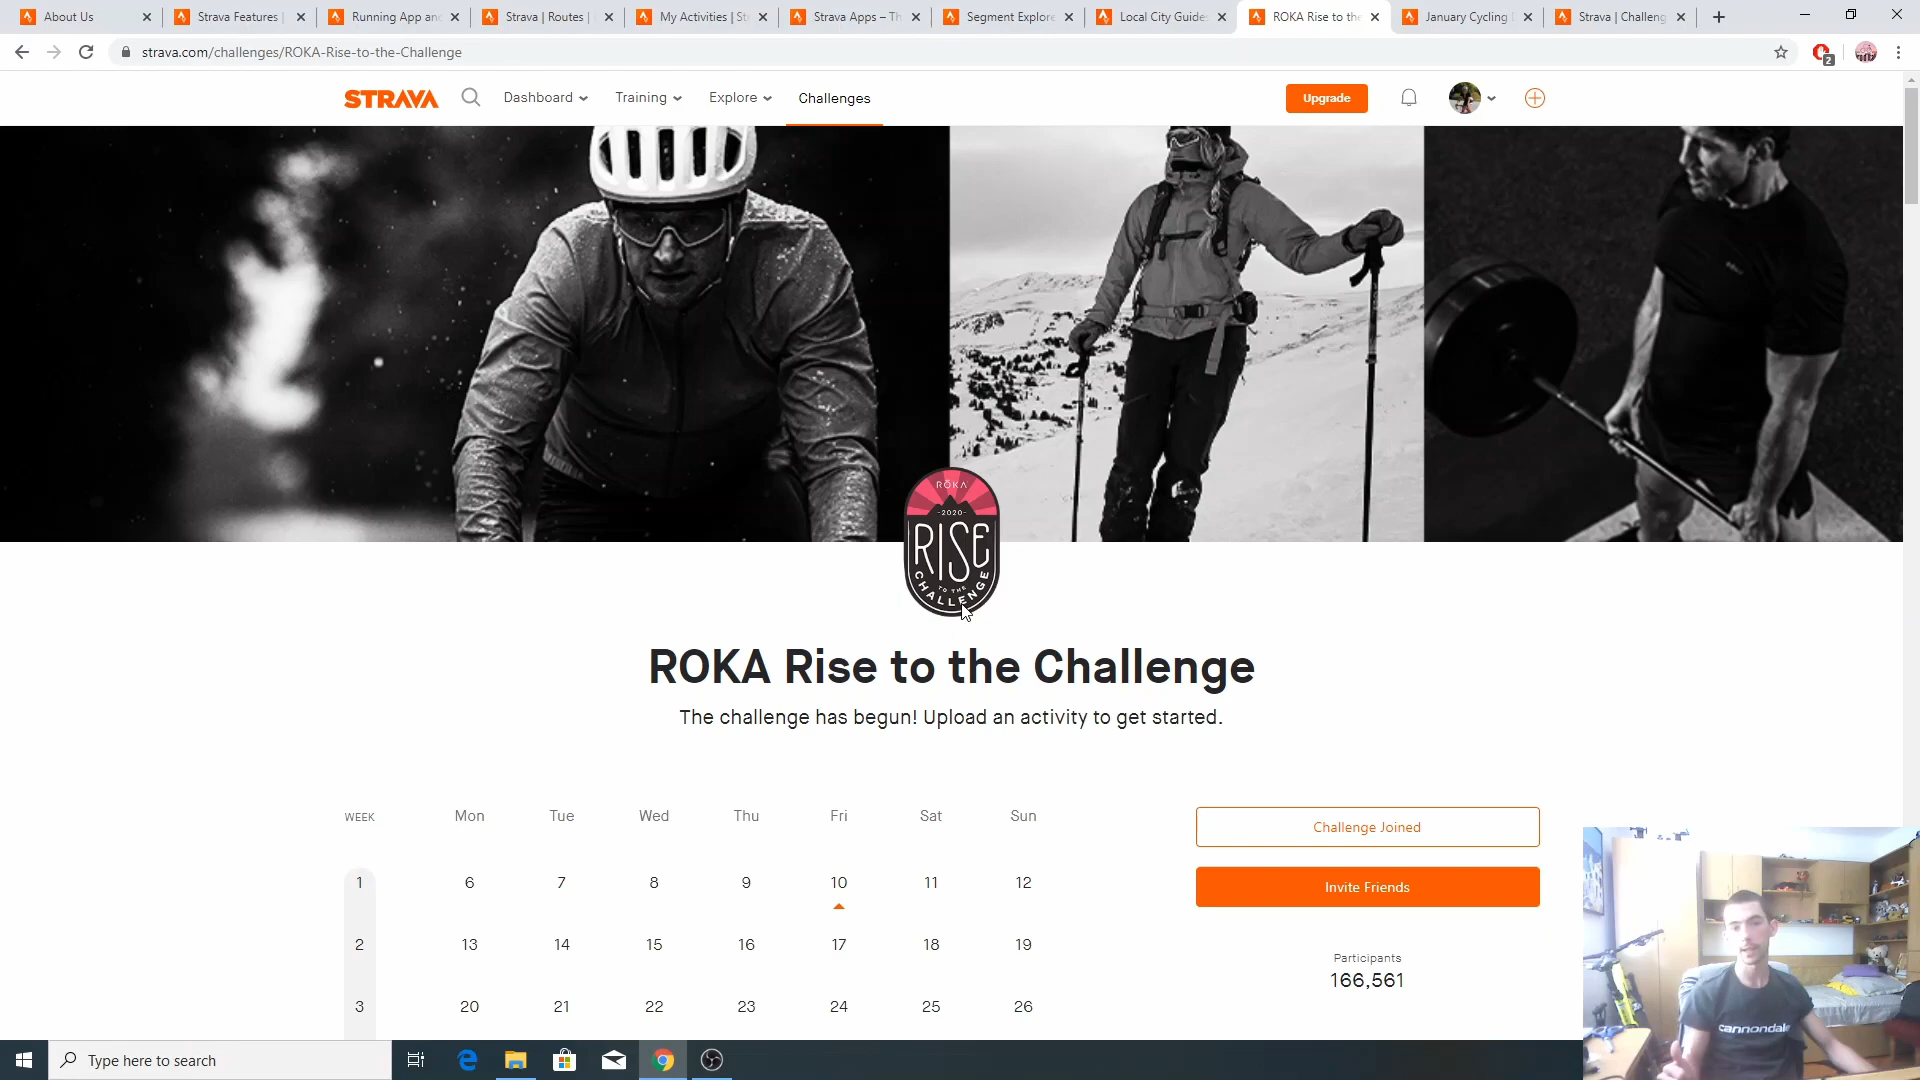 About Us
Strava Features |
Running App and
Strava | Routes |
My Activities | St
Strava Apps – Th
Segment Explore
Local City Guides
ROKA Rise to the
January Cycling
Strava | Challeng
strava.com/challenges/ROKA-Rise-to-the-Challenge
2
STRAVA
Dashboard
Training
Explore
Challenges
Upgrade
ROKA
-2020-
RISE
TO THE
CHALLENGE
ROKA Rise to the Challenge
The challenge has begun! Upload an activity to get started.
WEEK Mon Tue Wed Thu Fri Sat Sun
1 6 7 8 9 10 11 12
2 13 14 15 16 17 18 19
3 20 21 22 23 24 25 26
Challenge Joined
Invite Friends
Participants
166,561
cannondale
Type here to search